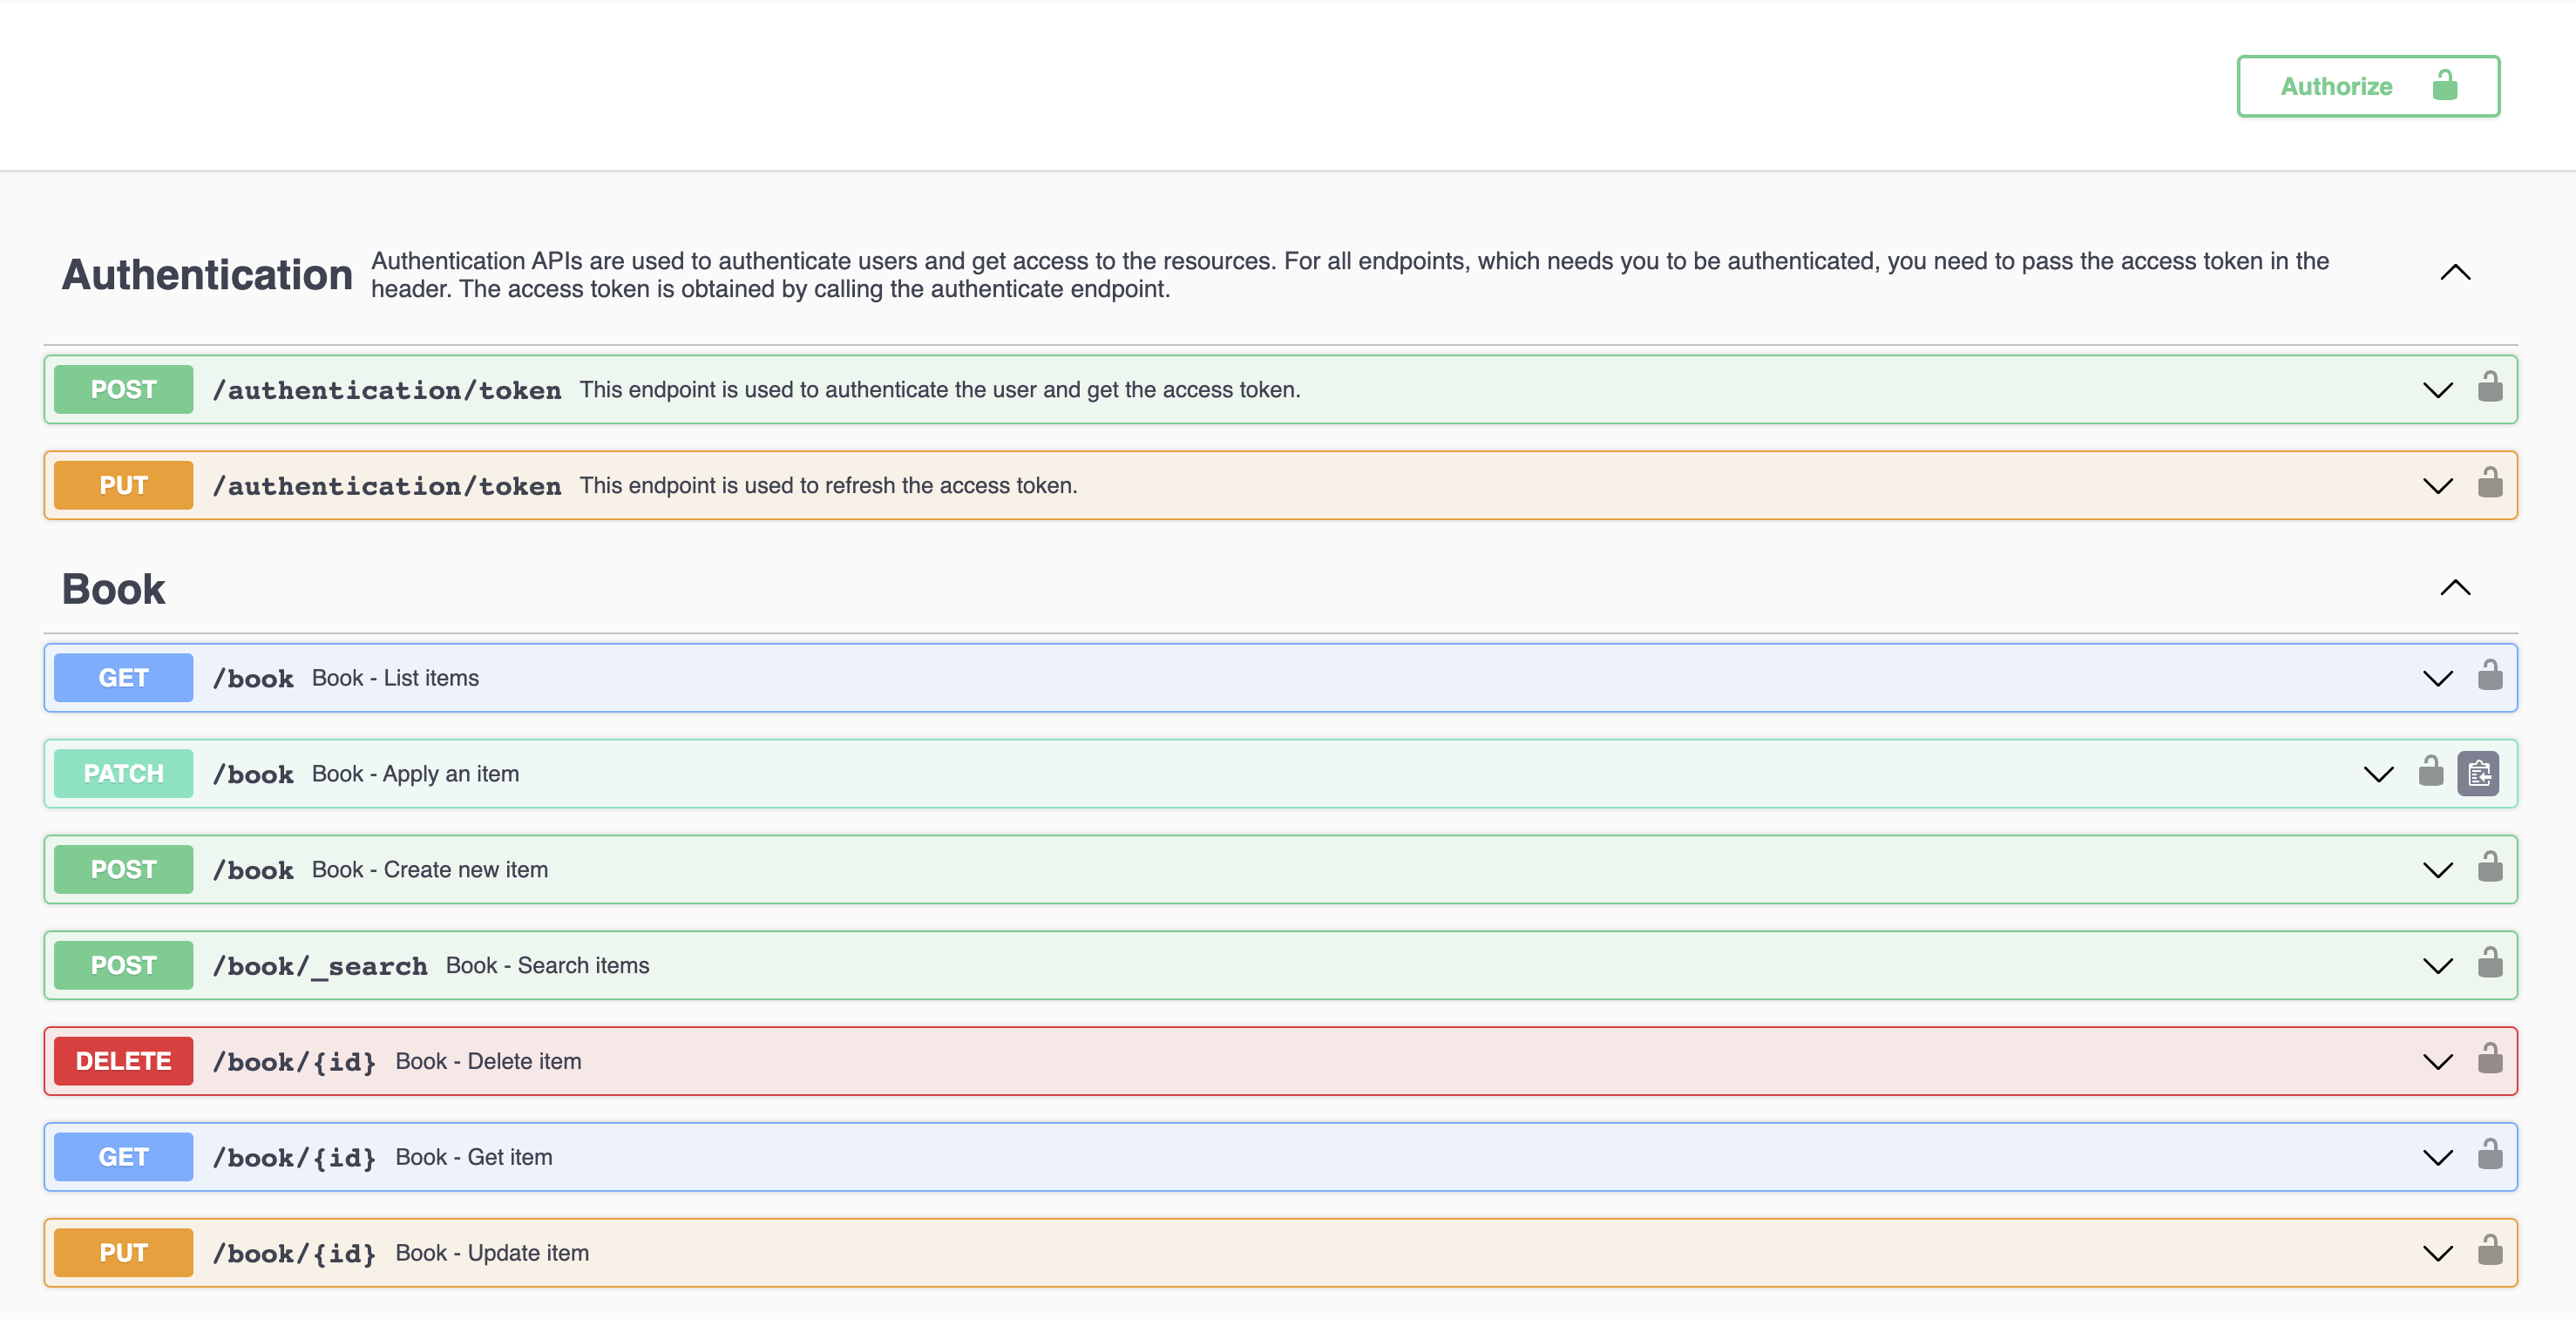 Authorize
Authentication
Authentication APIs are used to authenticate users and get access to the resources. For all endpoints, which needs you to be authenticated, you need to pass the access token in the
header. The access token is obtained by calling the authenticate endpoint.
POST /authentication/token This endpoint is used to authenticate the user and get the access token.
PUT /authentication/token This endpoint is used to refresh the access token.
Book
GET /book Book - List items
PATCH /book Book - Apply an item
POST /book Book - Create new item
POST /book/_search Book - Search items
DELETE /book/{id} Book - Delete item
GET /book/{id} Book - Get item
PUT /book/{id} Book - Update item